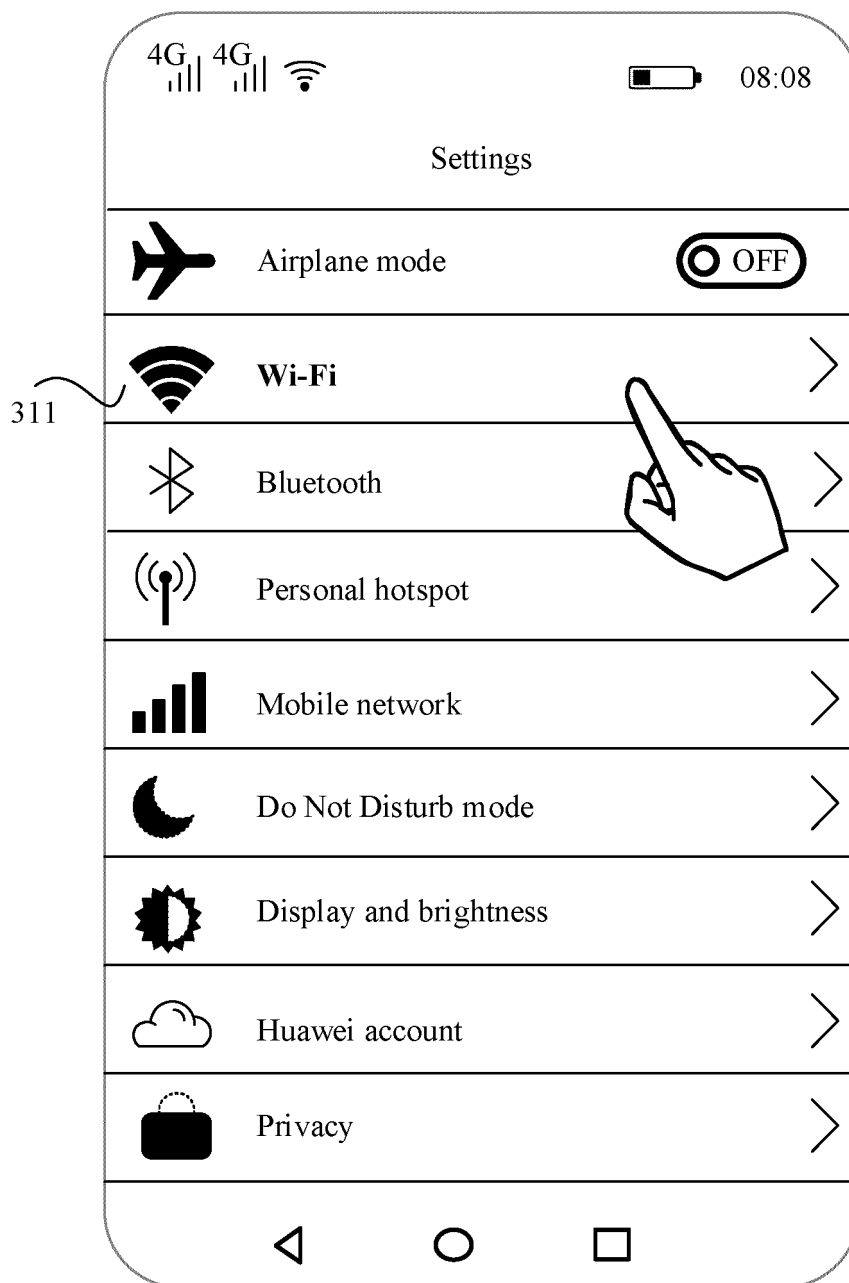 4G 4G 08:08
Settings
Airplane mode OFF
Wi-Fi
311
Bluetooth
Personal hotspot
Mobile network
Do Not Disturb mode
Display and brightness
Huawei account
Privacy